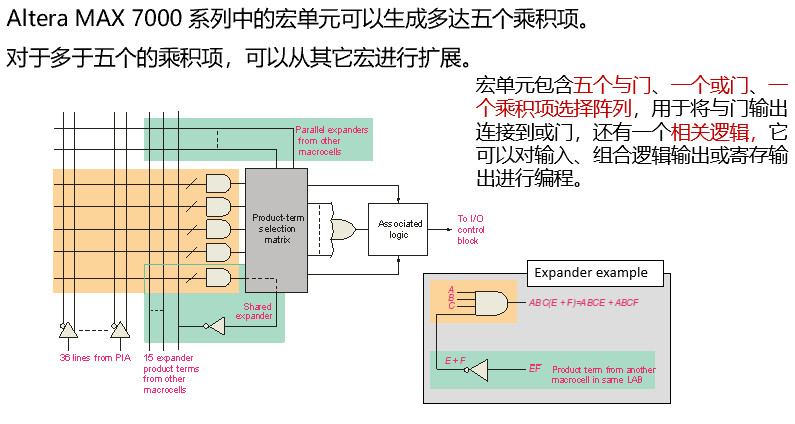 Altera MAX 7000 系列中的宏单元可以生成多达五个乘积项。
对于多于五个的乘积项，可以从其它宏进行扩展。
宏单元包含五个与门、一个或门、一
个乘积项选择阵列，用于将与门输出
连接到或门，还有一个相关逻辑，它
可以对输入、组合逻辑输出或寄存输
出进行编程。
Parallel expanders
from other
macrocells
Product-term
selection
matrix
Associated
logic
To I/O
control
block
Shared
expander
36 lines from PIA
15 expander
product terms
from other
macrocells
Expander example
A
B
C
ABC(E + F)=ABCE + ABCF
E + F
EF
Product term from another
macrocell in same LAB